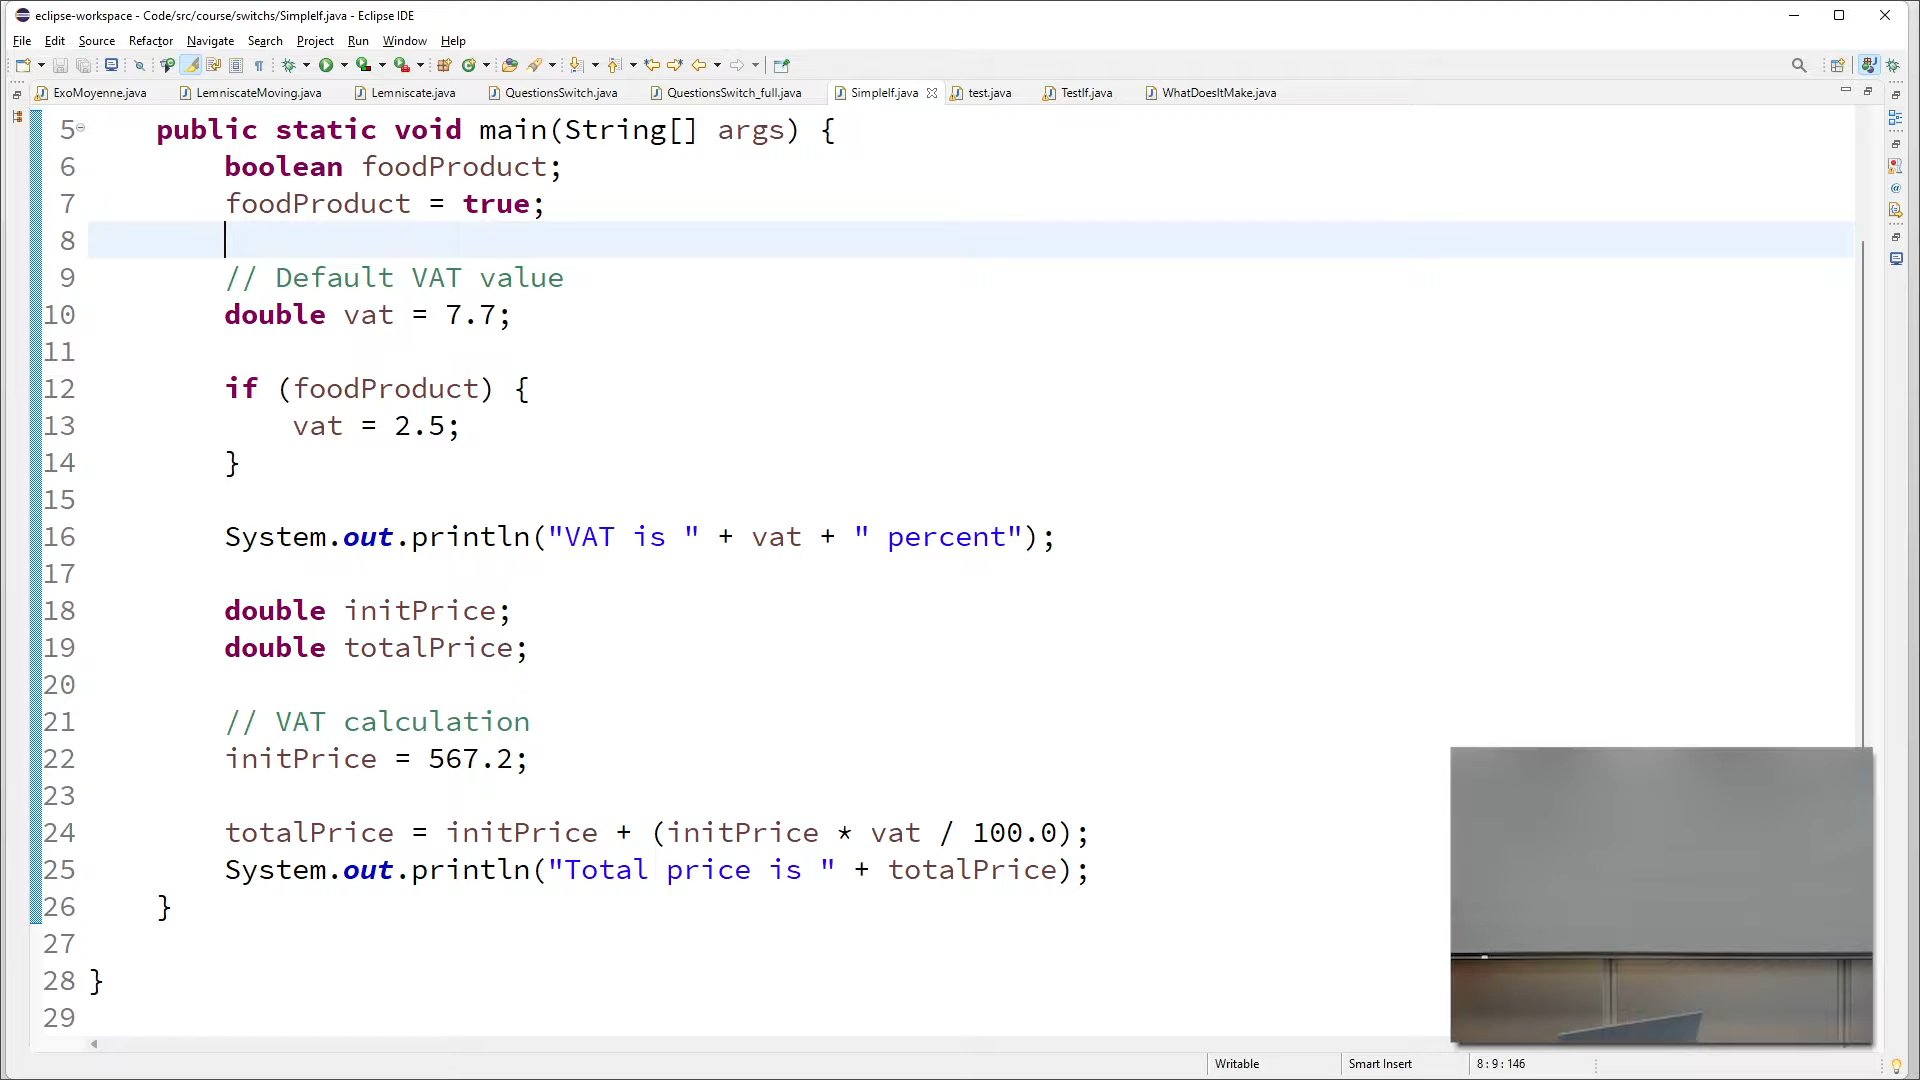 eclipse-workspace - Code/src/course/switchs/SimpleIf.java - Eclipse IDE
File Edit Source Refactor Navigate Search Project Run Window Help
ExoMoyenne.java LemniscateMoving.java Lemniscate.java QuestionsSwitch.java QuestionsSwitch_full.java SimpleIf.java test.java TestIf.java WhatDoesItMake.java
5 public static void main(String[] args) {
6 boolean foodProduct;
7 foodProduct = true;
8
9 // Default VAT value
10 double vat = 7.7;
11
12 if (foodProduct) {
13 vat = 2.5;
14 }
15
16 System.out.println("VAT is " + vat + " percent");
17
18 double initPrice;
19 double totalPrice;
20
21 // VAT calculation
22 initPrice = 567.2;
23
24 totalPrice = initPrice + (initPrice * vat / 100.0);
25 System.out.println("Total price is " + totalPrice);
26 }
27
28 }
29
Writable Smart Insert 8 : 9 : 146